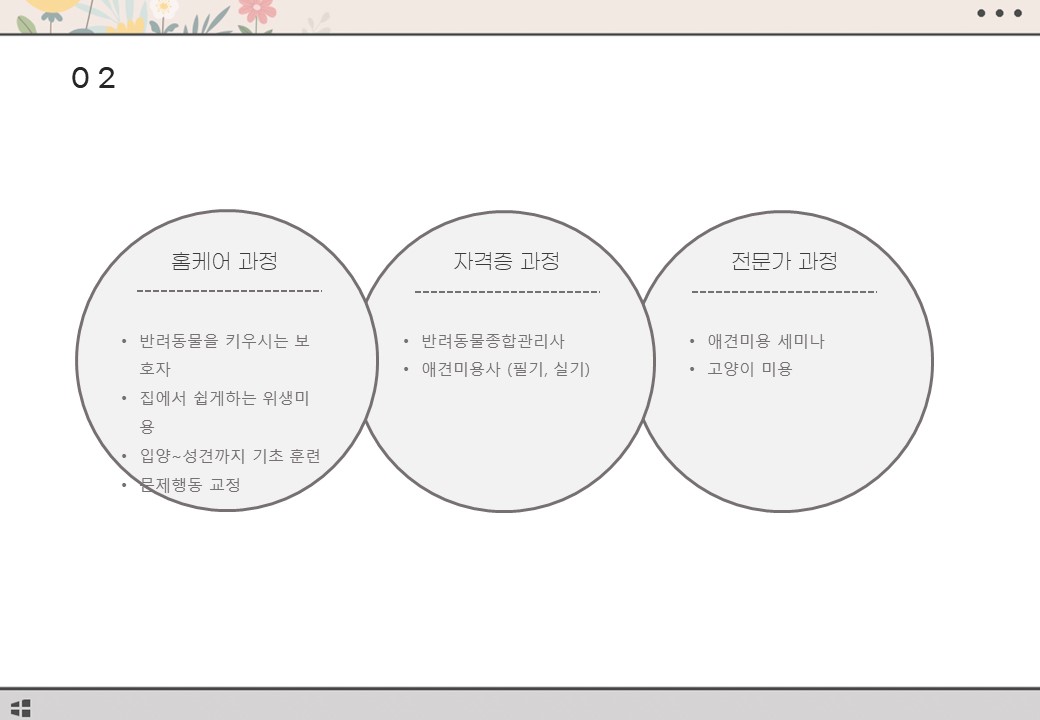 02
홈케어 과정
• 반려동물을 키우시는 보
호자
• 집에서 쉽게하는 위생미
용
• 입양~성견까지 기초 훈련
• 문제행동 교정
자격증 과정
• 반려동물종합관리사
• 애견미용사 (필기, 실기)
전문가 과정
• 애견미용 세미나
• 고양이 미용